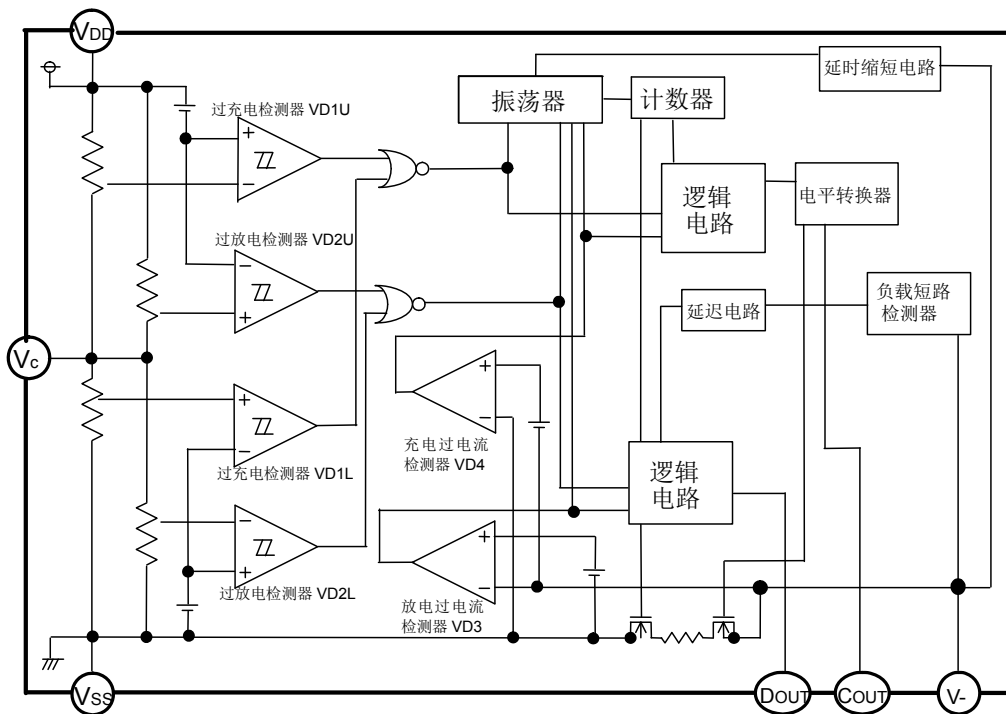 VDD
延时缩短电路
过充电检测器 VD1U
振荡器
计数器
+
−
逻辑
电路
电平转换器
过放电检测器 VD2U
−
+
延迟电路
负载短路
检测器
Vc
+
−
+
−
充电过电流
检测器 VD4
过充电检测器 VD1L
逻辑
电路
−
+
+
−
过放电检测器 VD2L
放电过电流
检测器 VD3
VSS
DOUT
COUT
V-